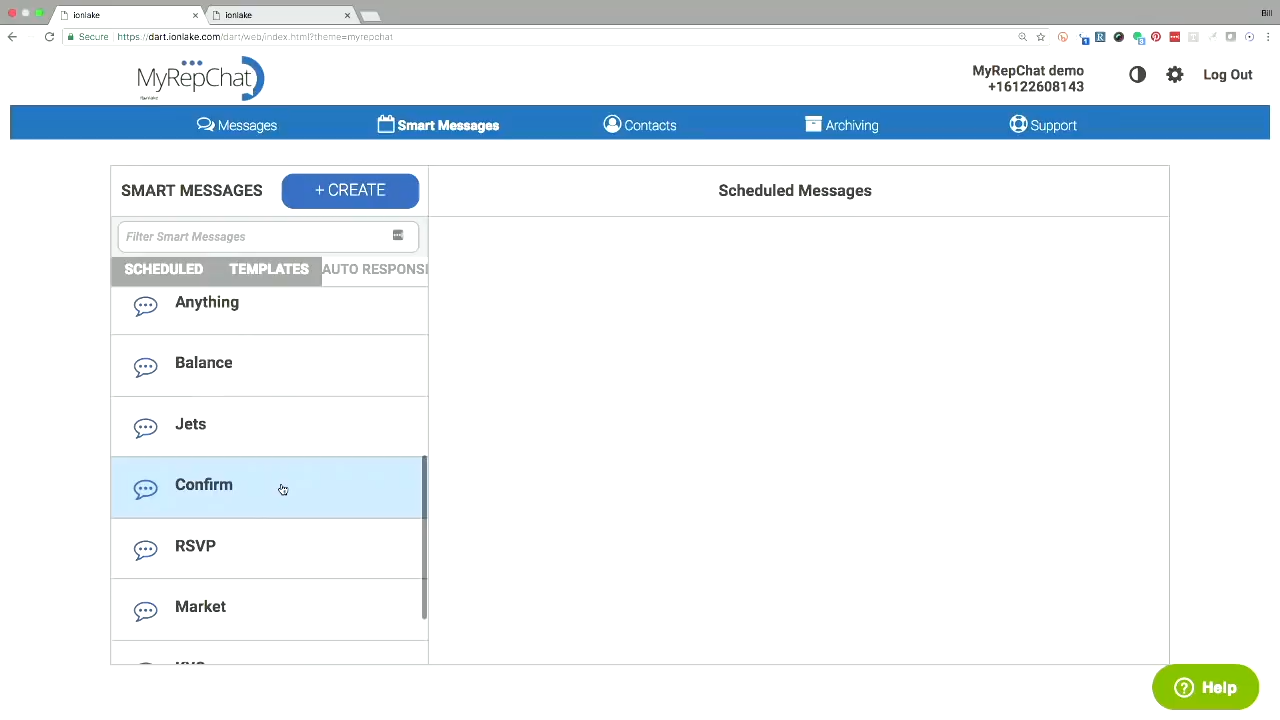 ionlake
ionlake
Bill
Secure https://dart.ionlake.com/dart/web/index.html?theme=myrepchat
MyRepChat
MyRepChat demo
+16122608143
Log Out
Messages
Smart Messages
Contacts
Archiving
Support
SMART MESSAGES
+ CREATE
Scheduled Messages
Filter Smart Messages
SCHEDULED
TEMPLATES
AUTO RESPONS
Anything
Balance
Jets
Confirm
RSVP
Market
Help